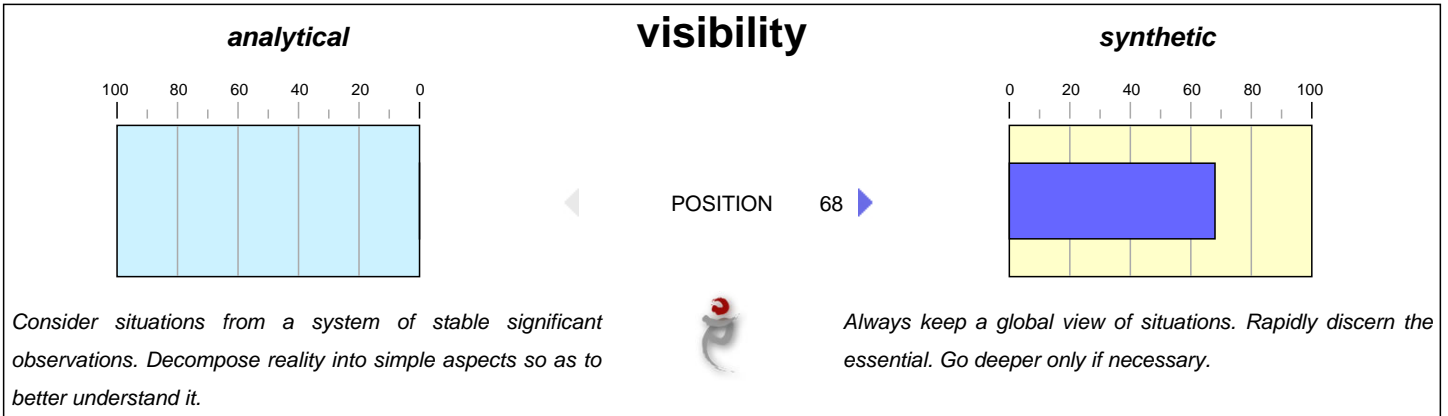 visibility
analytical
synthetic
100 80 60 40 20 0
0 20 40 60 80 100
POSITION 68
Consider situations from a system of stable significant
observations. Decompose reality into simple aspects so as to
better understand it.
Always keep a global view of situations. Rapidly discern the
essential. Go deeper only if necessary.